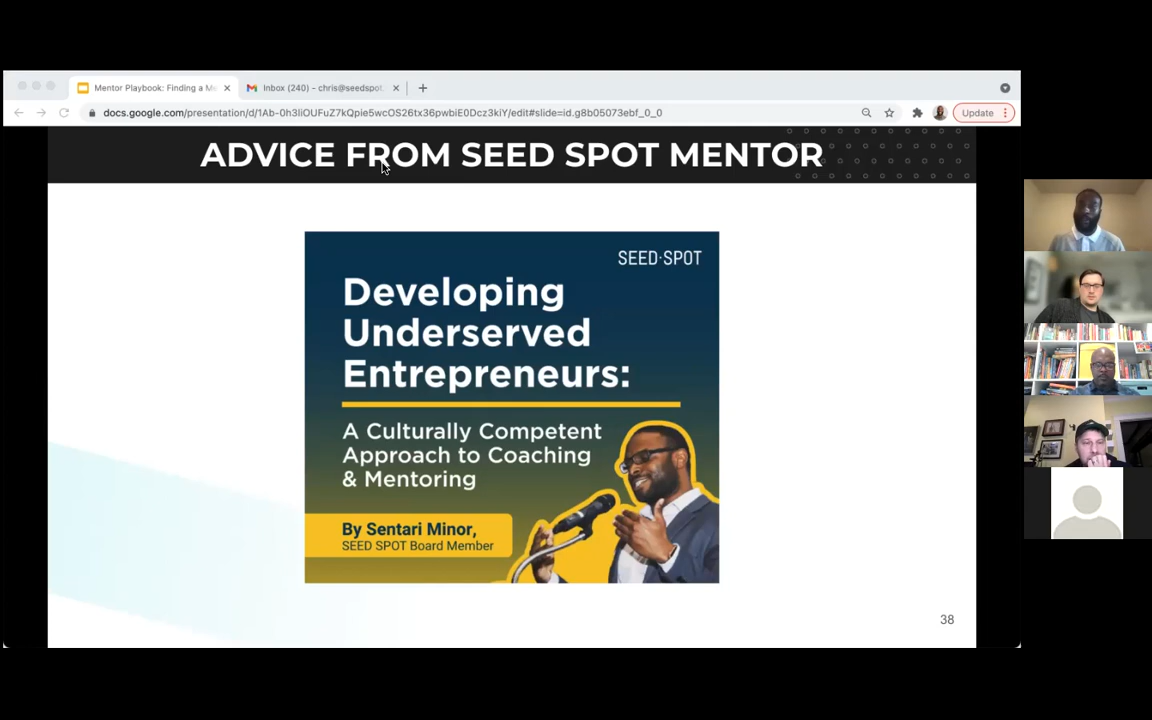 Mentor Playbook: Finding a Me
Inbox (240) - chris@seedspot.
docs.google.com/presentation/d/1Ab-0h3IiOUFuZ7kQpie5wcOS26tx36pwbiE0Dcz3kiY/edit#slide=id.g8b05073ebf_0_0
Update
ADVICE FROM SEED SPOT MENTOR
SEED·SPOT
Developing
Underserved
Entrepreneurs:
A Culturally Competent
Approach to Coaching
& Mentoring
By Sentari Minor,
SEED SPOT Board Member
38